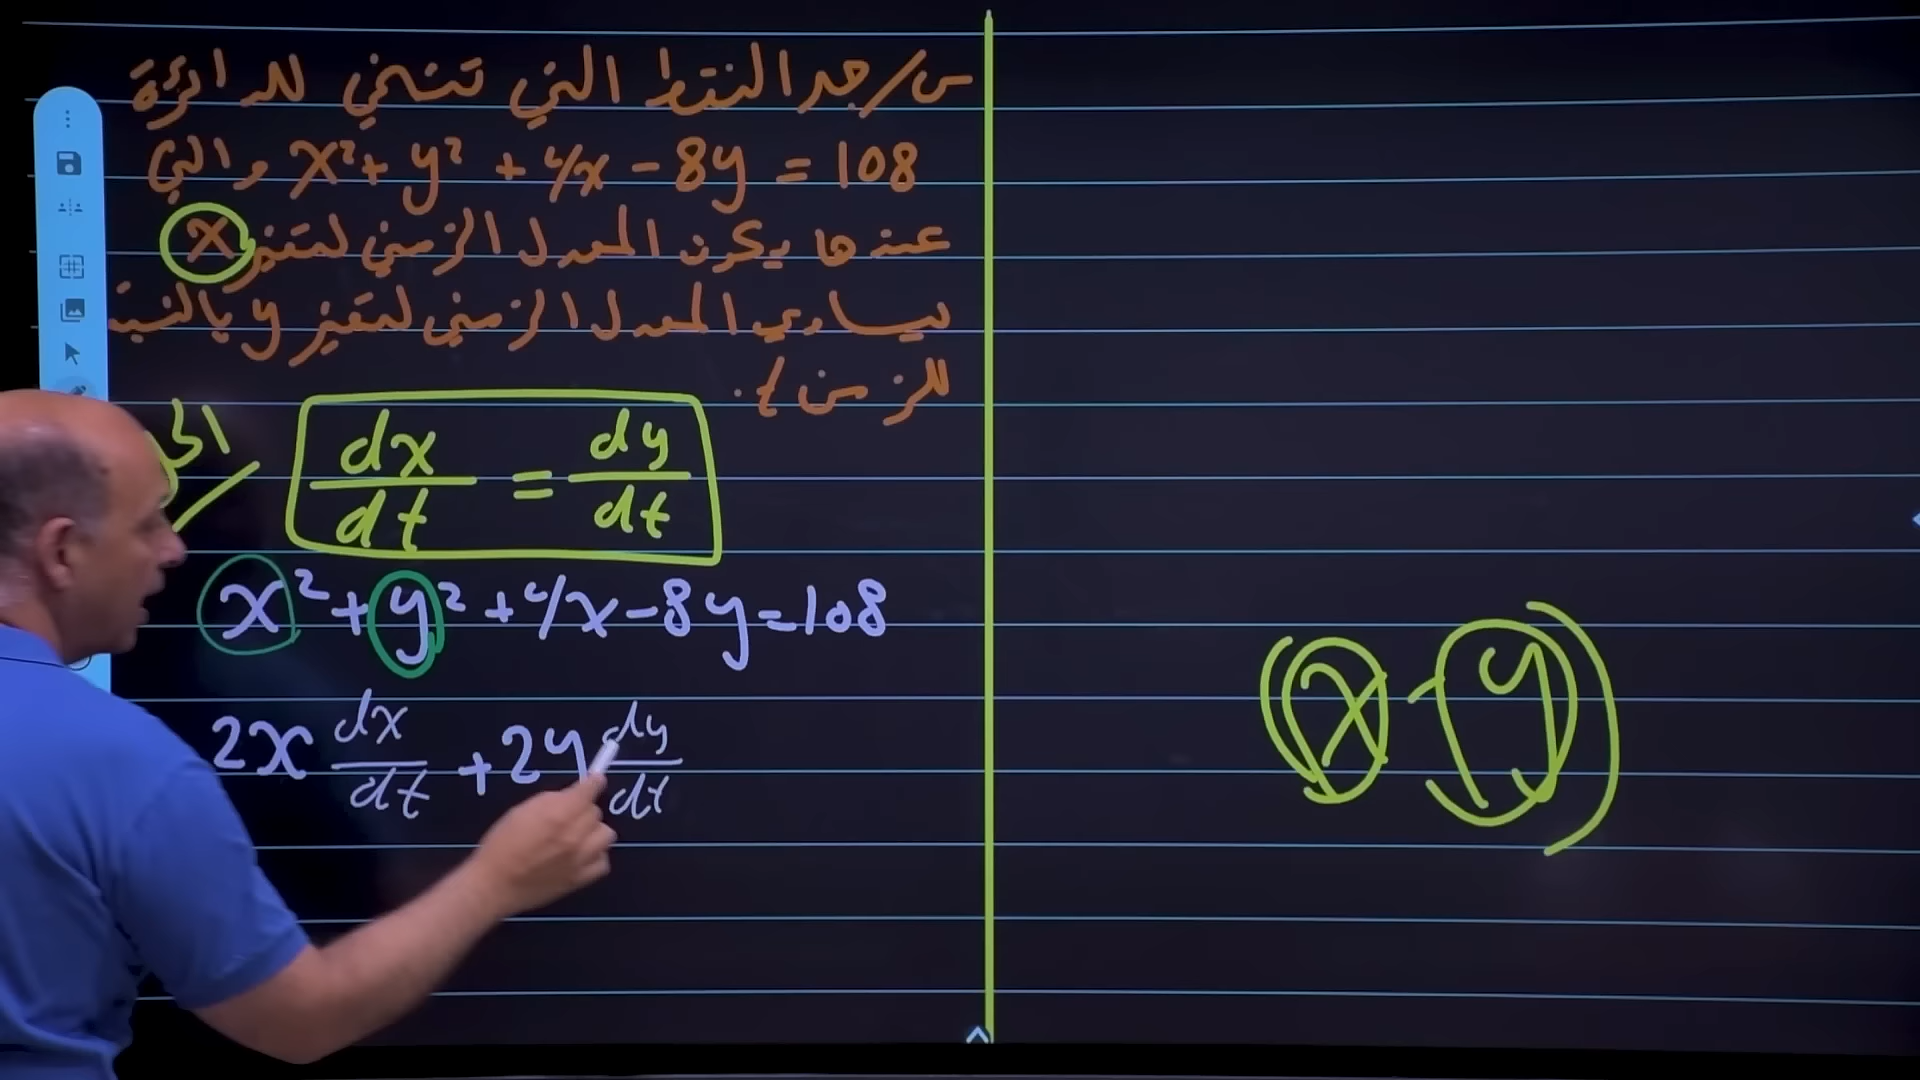 س/ جد النقط التي تنتمي للدائرة
x² + y² + 4x - 8y = 108 والتي
عندها يكون المعدل الزمني لتغير x
يساوي المعدل الزمني لتغير y بالنسبة
للزمن t.
dx/dt = dy/dt
x² + y² + 4x - 8y = 108
2x dx/dt + 2y dy/dt
(x - y)